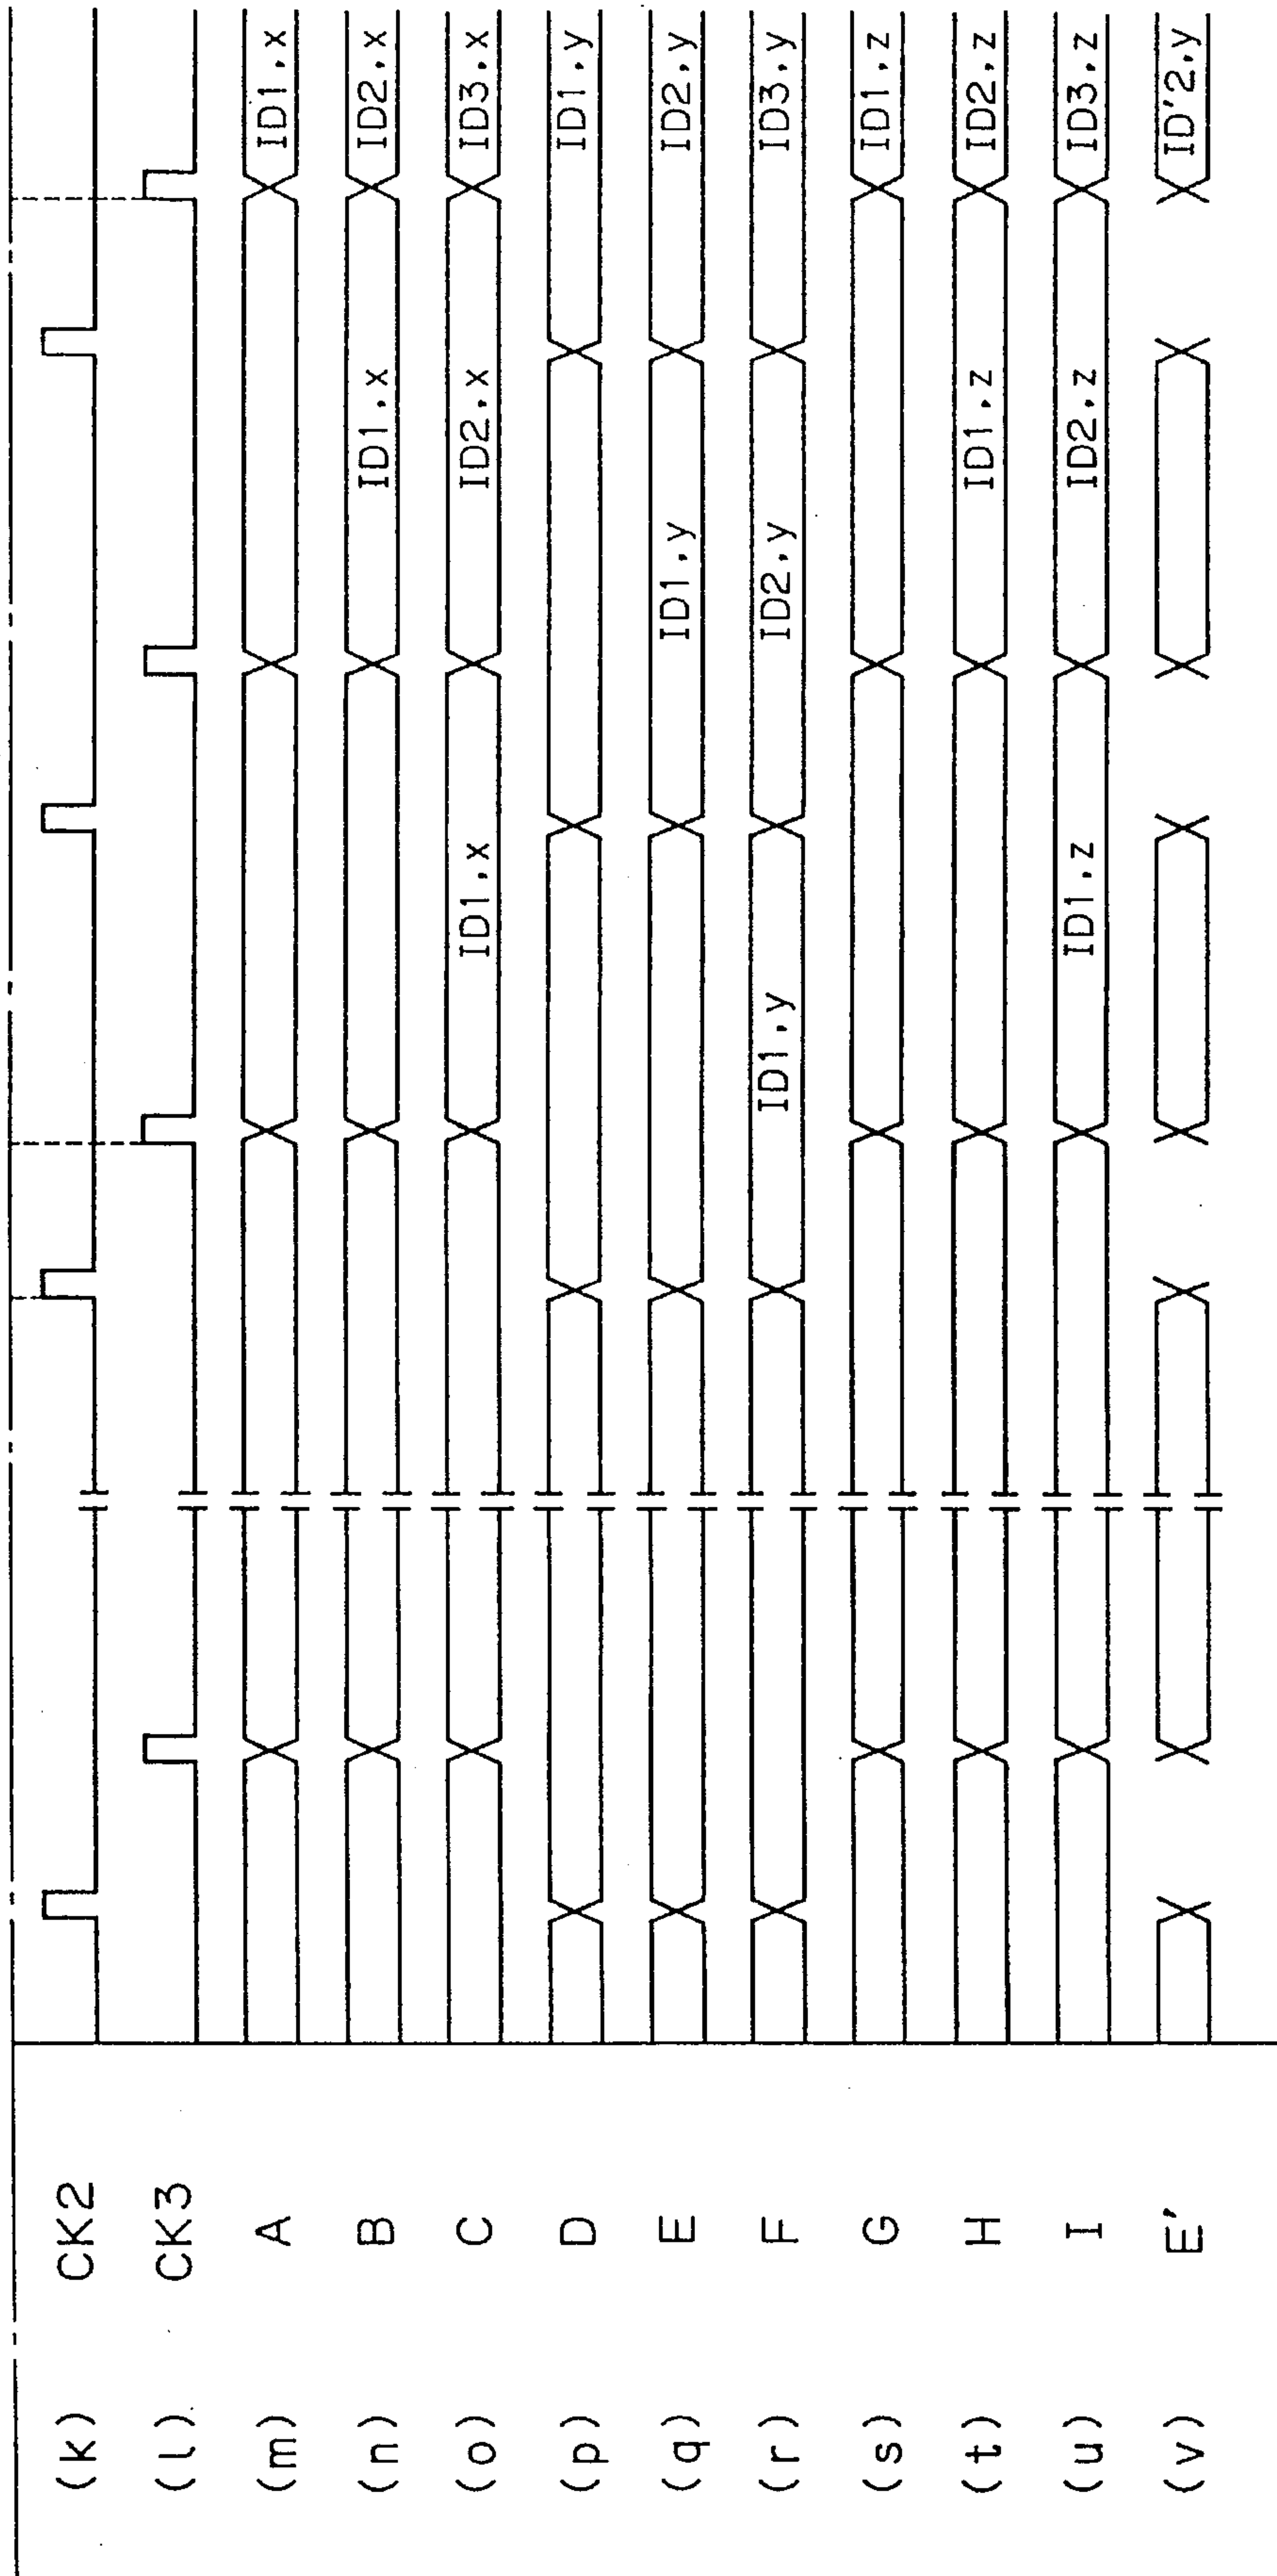 (k) CK2
(l) CK3
(m) A ID1,x
(n) B ID1,x ID2,x
(o) C ID1,x ID2,x ID3,x
(p) D ID1,y
(q) E ID1,y ID2,y
(r) F ID1,y ID2,y ID3,y
(s) G ID1,z
(t) H ID1,z ID2,z
(u) I ID1,z ID2,z ID3,z
(v) E' ID'2,y